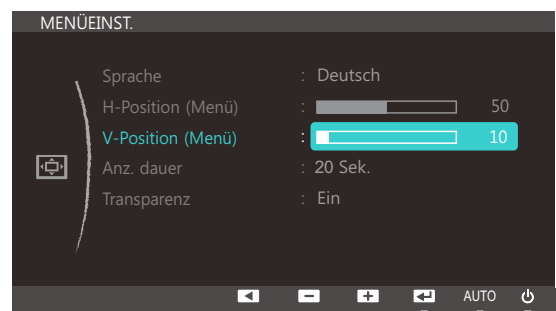 MENÜEINST.
Sprache : Deutsch
H-Position (Menü) : 50
V-Position (Menü) : 10
Anz. dauer : 20 Sek.
Transparenz : Ein
AUTO